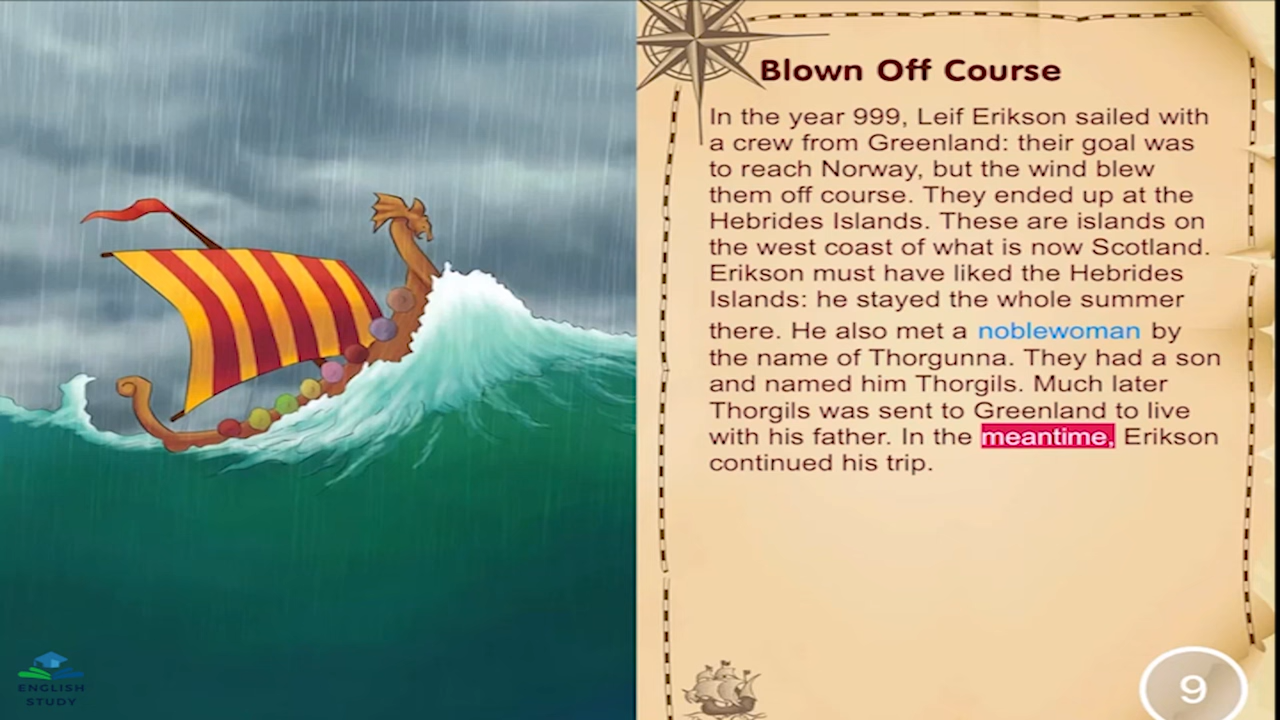 Blown Off Course
In the year 999, Leif Erikson sailed with
a crew from Greenland: their goal was
to reach Norway, but the wind blew
them off course. They ended up at the
Hebrides Islands. These are islands on
the west coast of what is now Scotland.
Erikson must have liked the Hebrides
Islands: he stayed the whole summer
there. He also met a noblewoman by
the name of Thorgunna. They had a son
and named him Thorgils. Much later
Thorgils was sent to Greenland to live
with his father. In the meantime, Erikson
continued his trip.
9
ENGLISH
STUDY